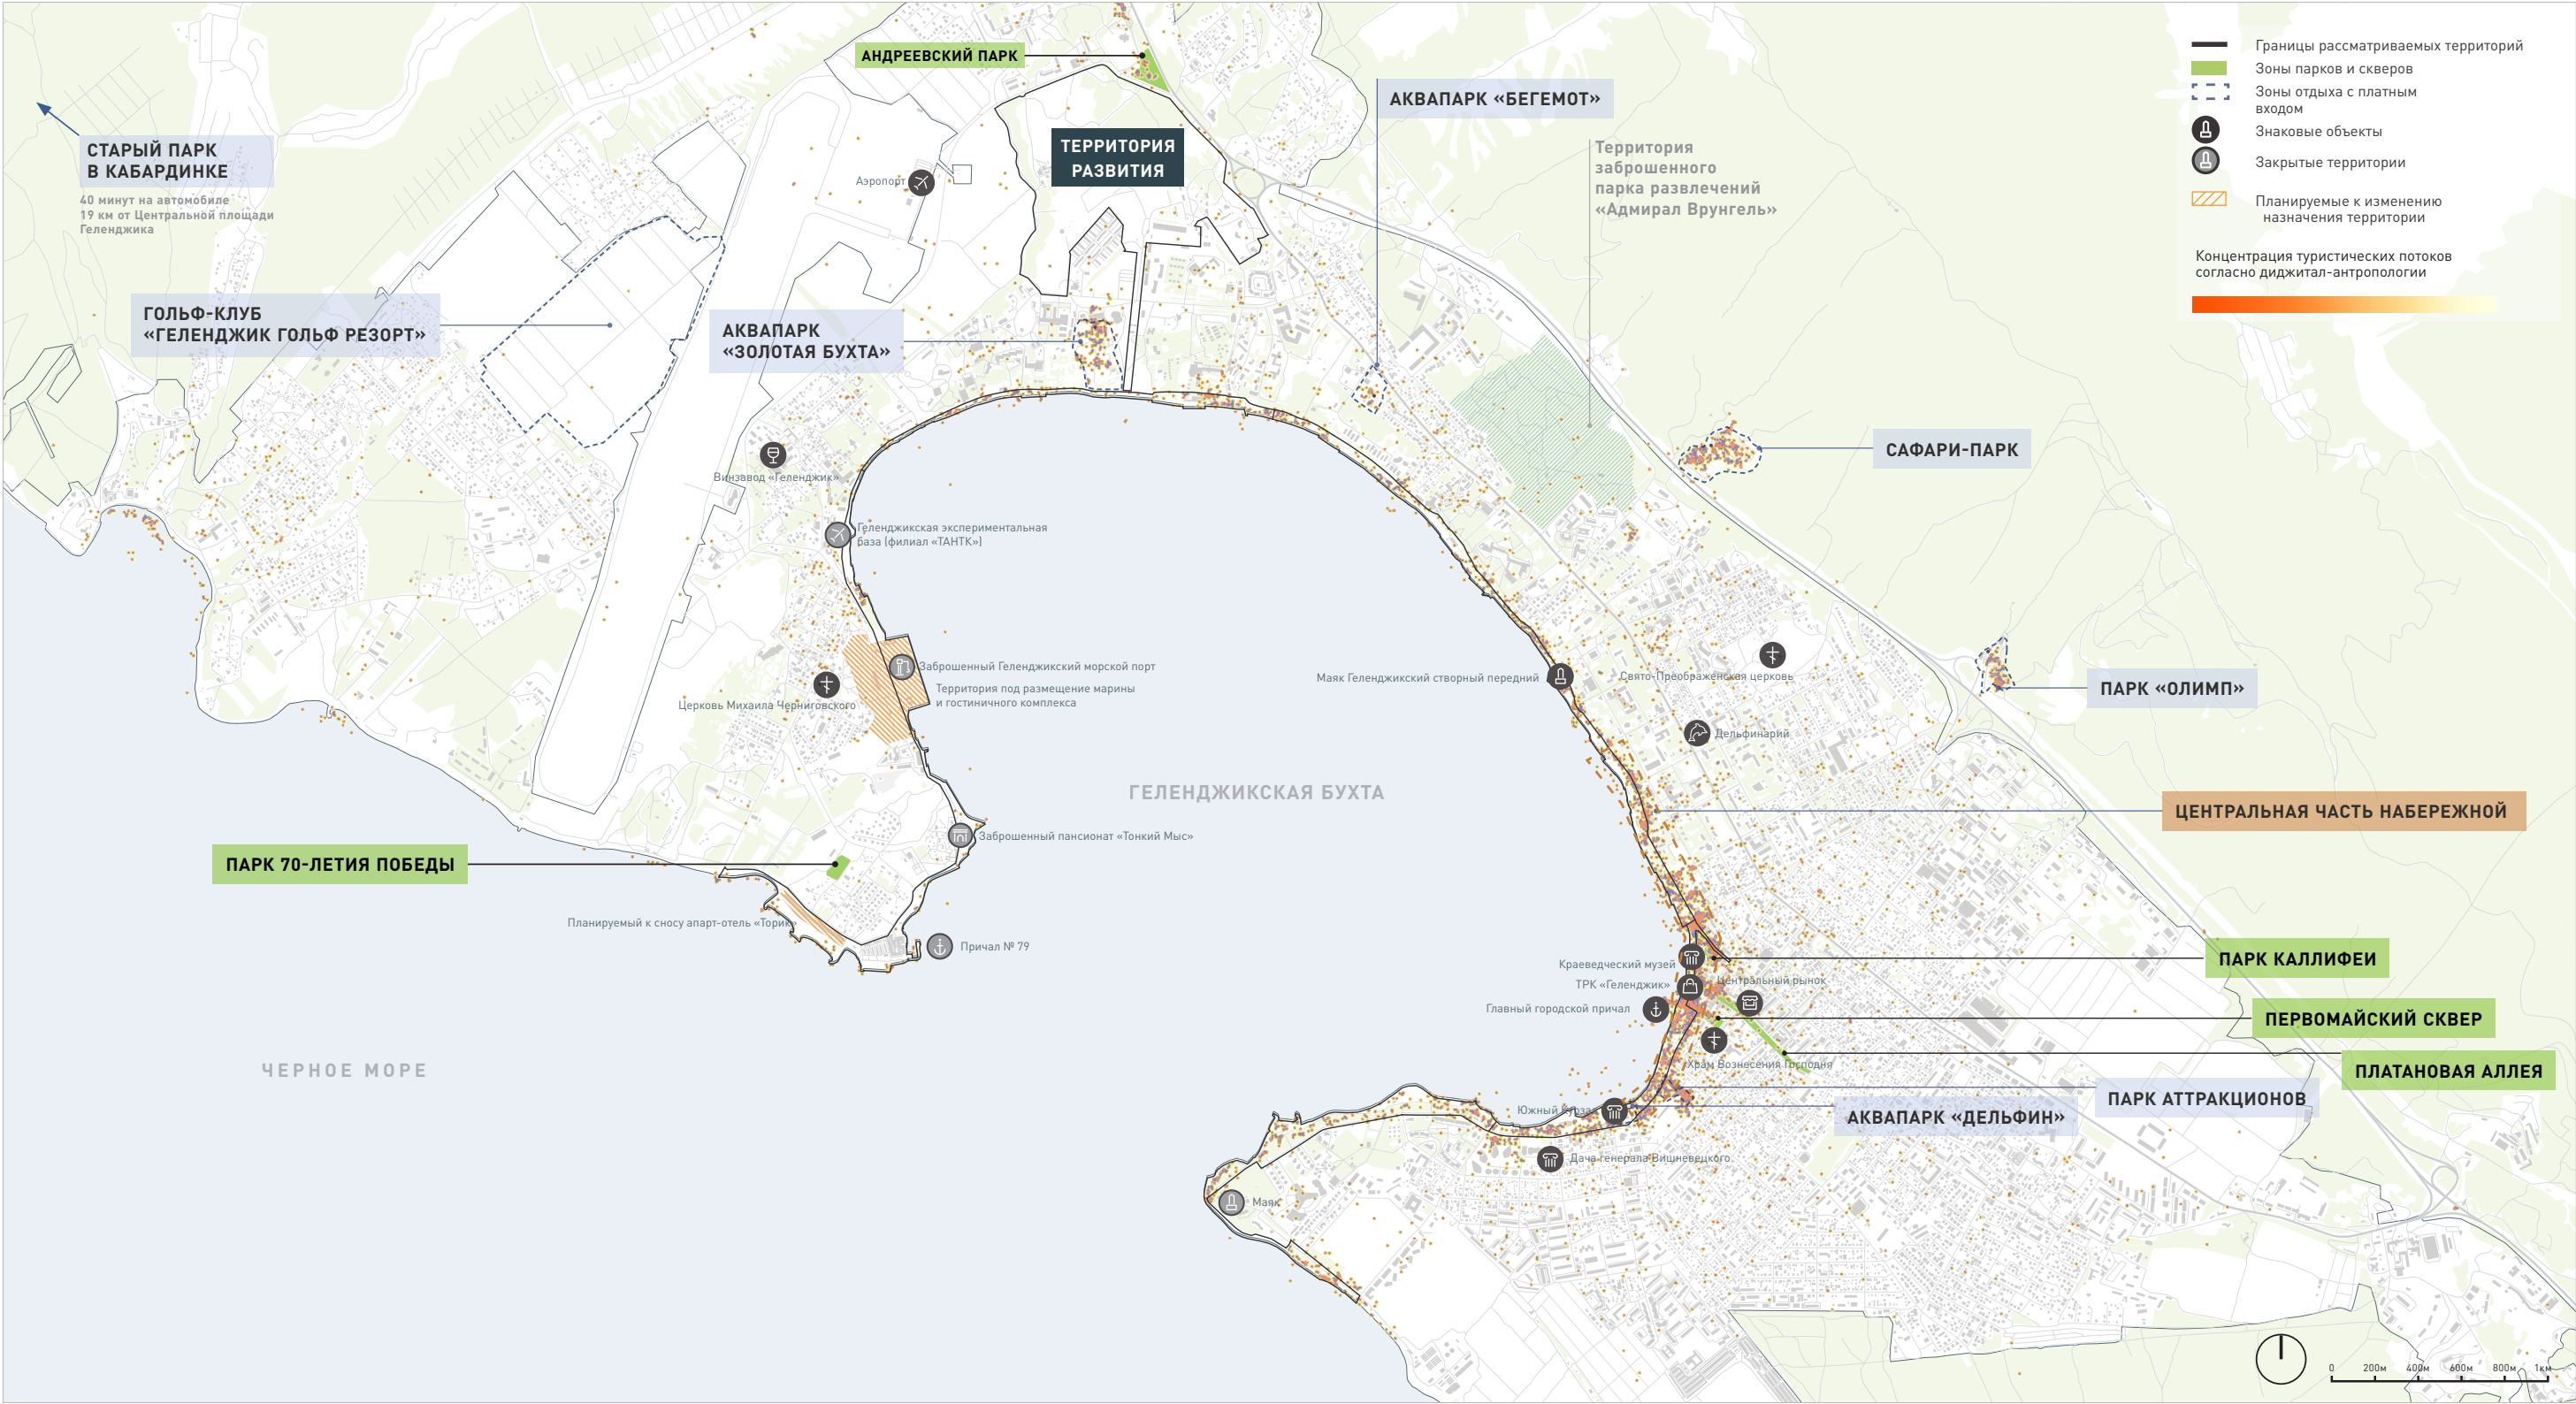 АНДРЕЕВСКИЙ ПАРК
Границы рассматриваемых территорий
Зоны парков и скверов
Зоны отдыха с платным
входом
Знаковые объекты
Закрытые территории
Планируемые к изменению
назначения территории
Концентрация туристических потоков
согласно диджитал-антропологии
АКВАПАРК «БЕГЕМОТ»
СТАРЫЙ ПАРК
В КАБАРДИНКЕ
40 минут на автомобиле
19 км от Центральной площади
Геленджика
ТЕРРИТОРИЯ
РАЗВИТИЯ
Территория
заброшенного
парка развлечений
«Адмирал Врунгель»
Аэропорт
ГОЛЬФ-КЛУБ
«ГЕЛЕНДЖИК ГОЛЬФ РЕЗОРТ»
АКВАПАРК
«ЗОЛОТАЯ БУХТА»
САФАРИ-ПАРК
Винзавод «Геленджик»
Геленджикская экспериментальная
база (филиал «ТАНТК»)
Заброшенный Геленджикский морской порт
Территория под размещение марины
и гостиничного комплекса
Церковь Михаила Черниговского
Маяк Геленджикский створный передний
Свято-Преображенская церковь
ПАРК «ОЛИМП»
Дельфинарий
ГЕЛЕНДЖИКСКАЯ БУХТА
ЦЕНТРАЛЬНАЯ ЧАСТЬ НАБЕРЕЖНОЙ
Заброшенный пансионат «Тонкий Мыс»
ПАРК 70-ЛЕТИЯ ПОБЕДЫ
Планируемый к сносу апарт-отель «Торик»
Причал № 79
Краеведческий музей
ПАРК КАЛЛИФЕИ
ТРК «Геленджик»
Центральный рынок
Главный городской причал
ПЕРВОМАЙСКИЙ СКВЕР
Храм Вознесения Господня
ПЛАТАНОВАЯ АЛЛЕЯ
ЧЕРНОЕ МОРЕ
ПАРК АТТРАКЦИОНОВ
Южный Курзал
АКВАПАРК «ДЕЛЬФИН»
Дача генерала Вишневецкого
Маяк
0 200м 400м 600м 800м 1км